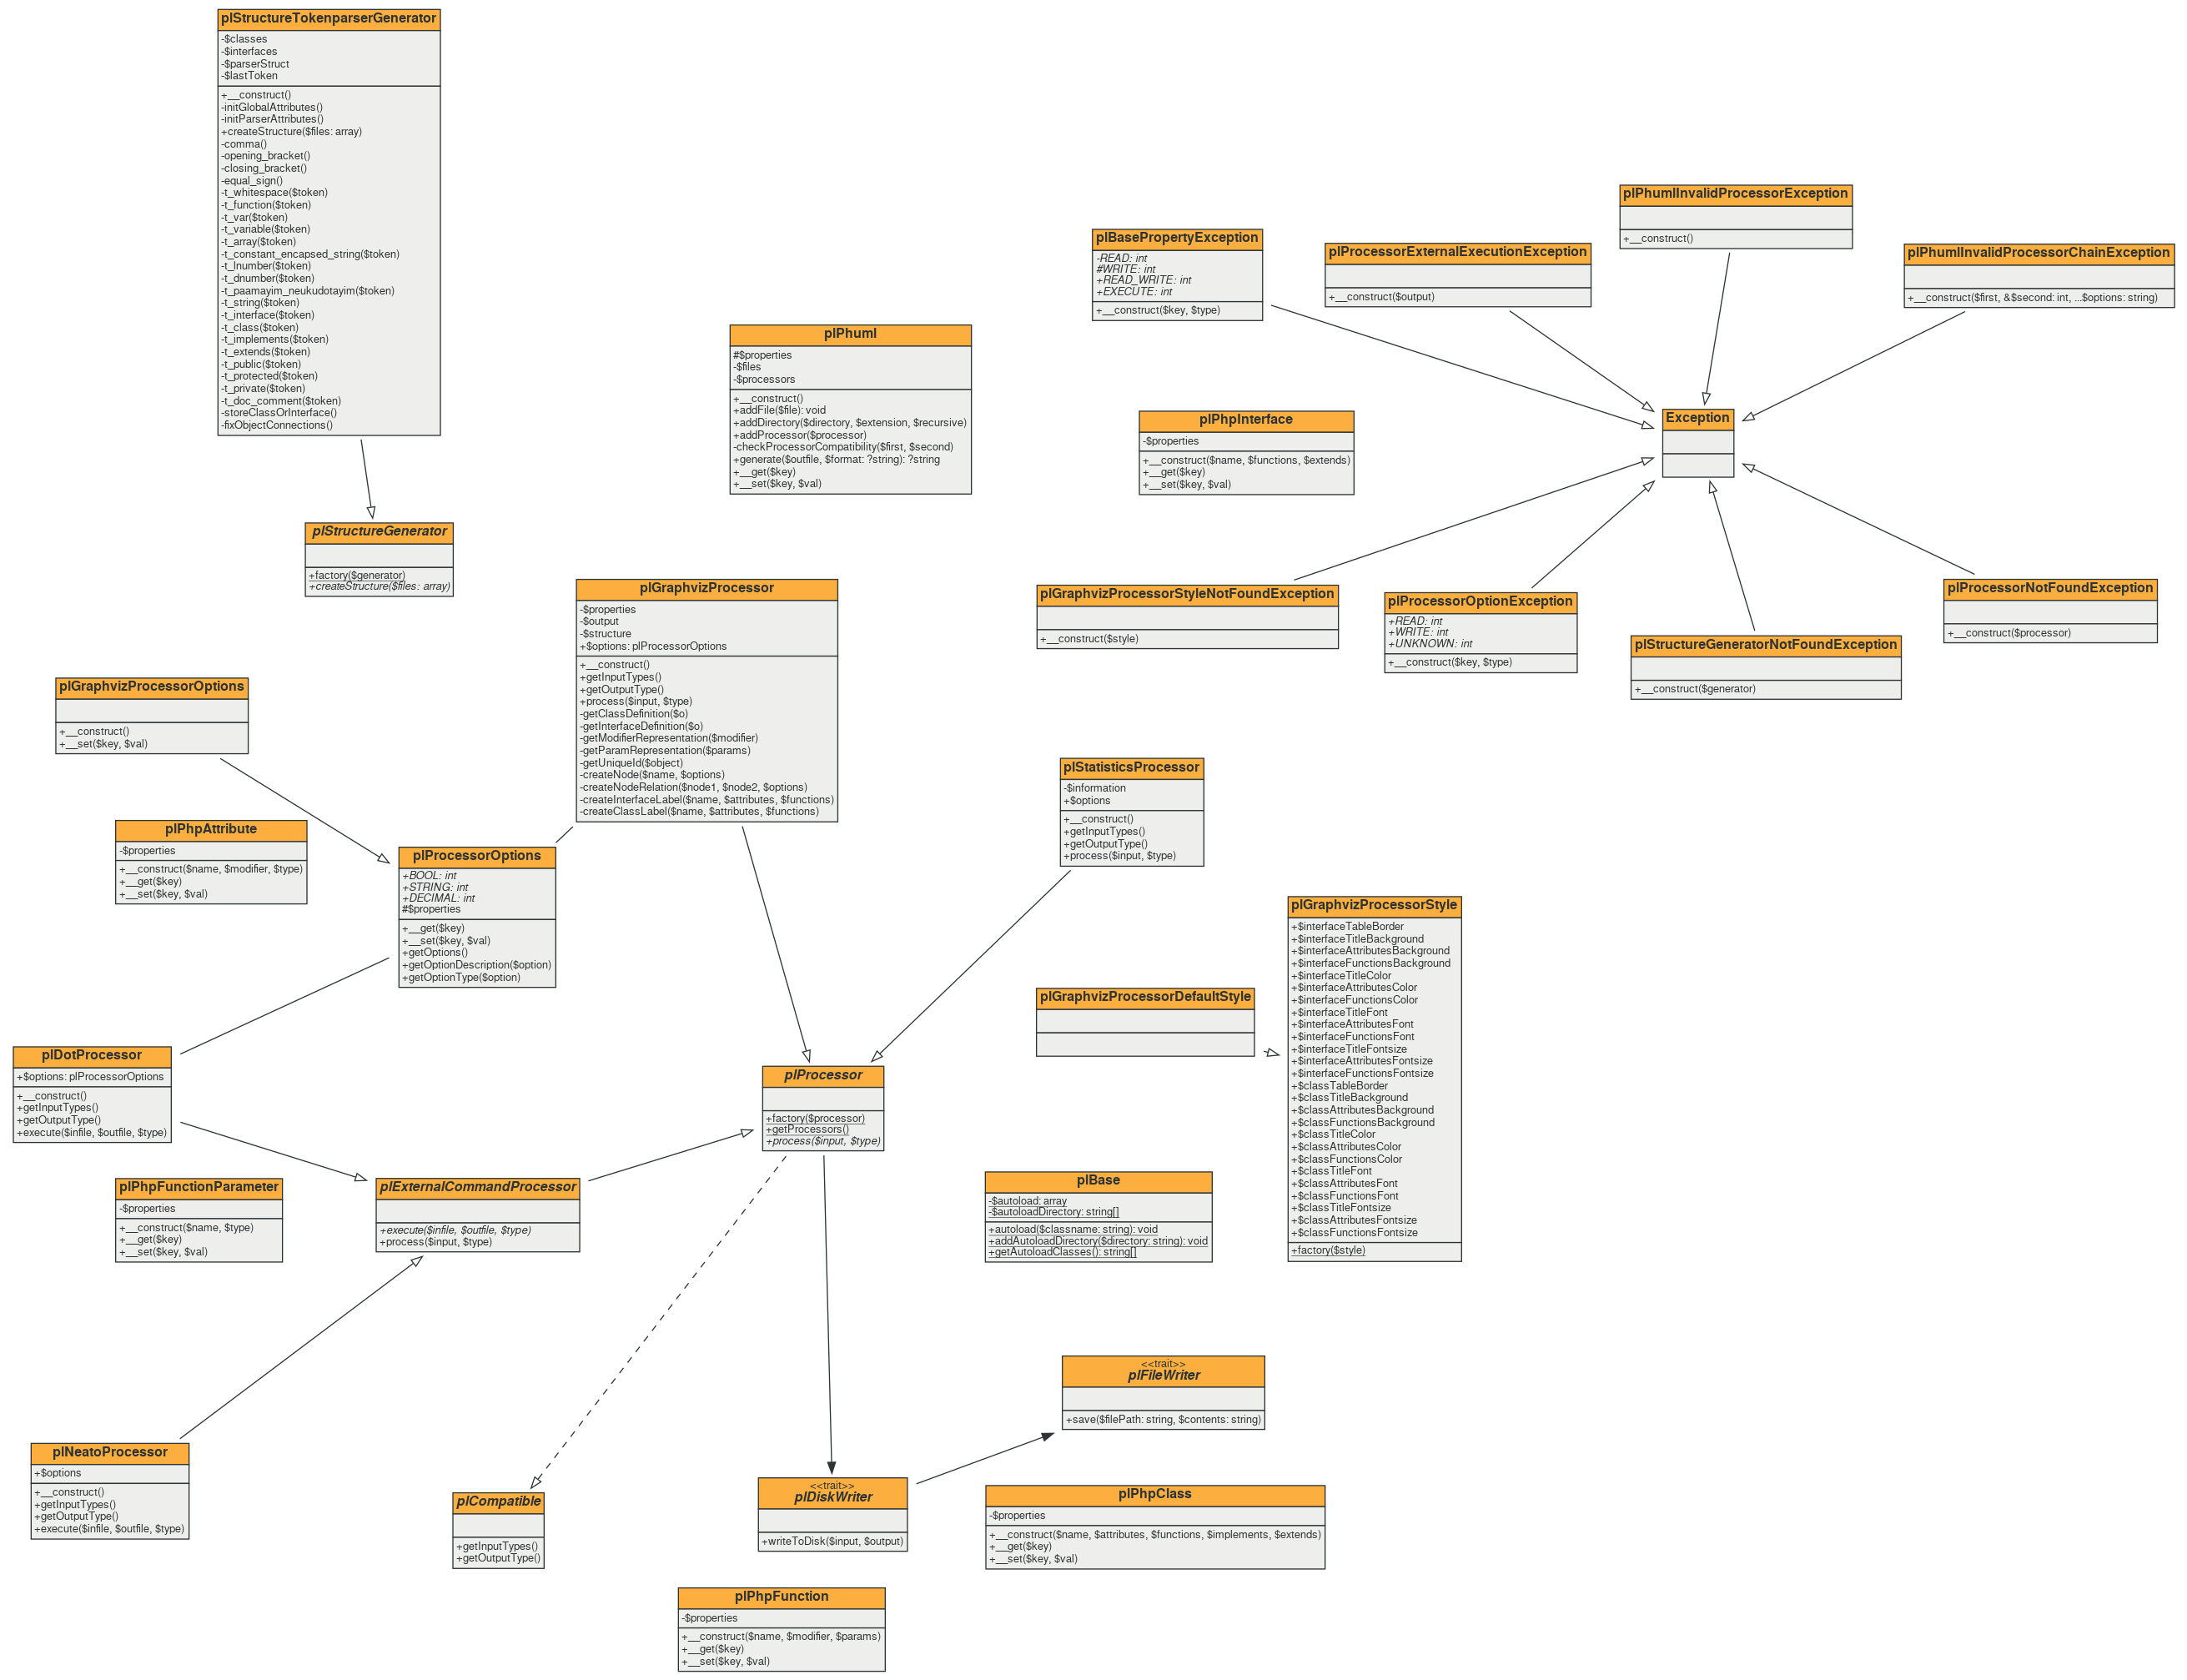 plStructureTokenparserGenerator
-$classes
-$interfaces
-$parserStruct
-$lastToken
+__construct()
-initGlobalAttributes()
-initParserAttributes()
+createStructure($files: array)
-comma()
-opening_bracket()
-closing_bracket()
-equal_sign()
-t_whitespace($token)
-t_function($token)
-t_var($token)
-t_variable($token)
-t_array($token)
-t_constant_encapsed_string($token)
-t_lnumber($token)
-t_dnumber($token)
-t_paamayim_neukudotayim($token)
-t_string($token)
-t_interface($token)
-t_class($token)
-t_implements($token)
-t_extends($token)
-t_public($token)
-t_protected($token)
-t_private($token)
-t_doc_comment($token)
-storeClassOrInterface()
-fixObjectConnections()
plPhumlInvalidProcessorException
+__construct()
plBasePropertyException
-READ: int
#WRITE: int
+READ_WRITE: int
+EXECUTE: int
+__construct($key, $type)
plProcessorExternalExecutionException
+__construct($output)
plPhumlInvalidProcessorChainException
+__construct($first, &$second: int, ...$options: string)
plPhuml
#$properties
-$files
-$processors
+__construct()
+addFile($file): void
+addDirectory($directory, $extension, $recursive)
+addProcessor($processor)
-checkProcessorCompatibility($first, $second)
+generate($outfile, $format: ?string): ?string
+__get($key)
+__set($key, $val)
plPhpInterface
-$properties
+__construct($name, $functions, $extends)
+__get($key)
+__set($key, $val)
Exception
plStructureGenerator
+factory($generator)
+createStructure($files: array)
plGraphvizProcessor
-$properties
-$output
-$structure
+$options: plProcessorOptions
+__construct()
+getInputTypes()
+getOutputType()
+process($input, $type)
-getClassDefinition($o)
-getInterfaceDefinition($o)
-getModifierRepresentation($modifier)
-getParamRepresentation($params)
-getUniqueId($object)
-createNode($name, $options)
-createNodeRelation($node1, $node2, $options)
-createInterfaceLabel($name, $attributes, $functions)
-createClassLabel($name, $attributes, $functions)
plGraphvizProcessorStyleNotFoundException
+__construct($style)
plProcessorOptionException
+READ: int
+WRITE: int
+UNKNOWN: int
+__construct($key, $type)
plStructureGeneratorNotFoundException
+__construct($generator)
plProcessorNotFoundException
+__construct($processor)
plGraphvizProcessorOptions
+__construct()
+__set($key, $val)
plStatisticsProcessor
-$information
+$options
+__construct()
+getInputTypes()
+getOutputType()
+process($input, $type)
plPhpAttribute
-$properties
+__construct($name, $modifier, $type)
+__get($key)
+__set($key, $val)
plProcessorOptions
+BOOL: int
+STRING: int
+DECIMAL: int
#$properties
+__get($key)
+__set($key, $val)
+getOptions()
+getOptionDescription($option)
+getOptionType($option)
plGraphvizProcessorStyle
+$interfaceTableBorder
+$interfaceTitleBackground
+$interfaceAttributesBackground
+$interfaceFunctionsBackground
+$interfaceTitleColor
+$interfaceAttributesColor
+$interfaceFunctionsColor
+$interfaceTitleFont
+$interfaceAttributesFont
+$interfaceFunctionsFont
+$interfaceTitleFontsize
+$interfaceAttributesFontsize
+$interfaceFunctionsFontsize
+$classTableBorder
+$classTitleBackground
+$classAttributesBackground
+$classFunctionsBackground
+$classTitleColor
+$classAttributesColor
+$classFunctionsColor
+$classTitleFont
+$classAttributesFont
+$classFunctionsFont
+$classTitleFontsize
+$classAttributesFontsize
+$classFunctionsFontsize
+factory($style)
plGraphvizProcessorDefaultStyle
plDotProcessor
+$options: plProcessorOptions
+__construct()
+getInputTypes()
+getOutputType()
+execute($infile, $outfile, $type)
plProcessor
+factory($processor)
+getProcessors()
+process($input, $type)
plPhpFunctionParameter
-$properties
+__construct($name, $type)
+__get($key)
+__set($key, $val)
plExternalCommandProcessor
+execute($infile, $outfile, $type)
+process($input, $type)
plBase
-$autoload: array
-$autoloadDirectory: string[]
+autoload($classname: string): void
+addAutoloadDirectory($directory: string): void
+getAutoloadClasses(): string[]
<<trait>>
plFileWriter
+save($filePath: string, $contents: string)
plNeatoProcessor
+$options
+__construct()
+getInputTypes()
+getOutputType()
+execute($infile, $outfile, $type)
plCompatible
+getInputTypes()
+getOutputType()
<<trait>>
plDiskWriter
+writeToDisk($input, $output)
plPhpClass
-$properties
+__construct($name, $attributes, $functions, $implements, $extends)
+__get($key)
+__set($key, $val)
plPhpFunction
-$properties
+__construct($name, $modifier, $params)
+__get($key)
+__set($key, $val)